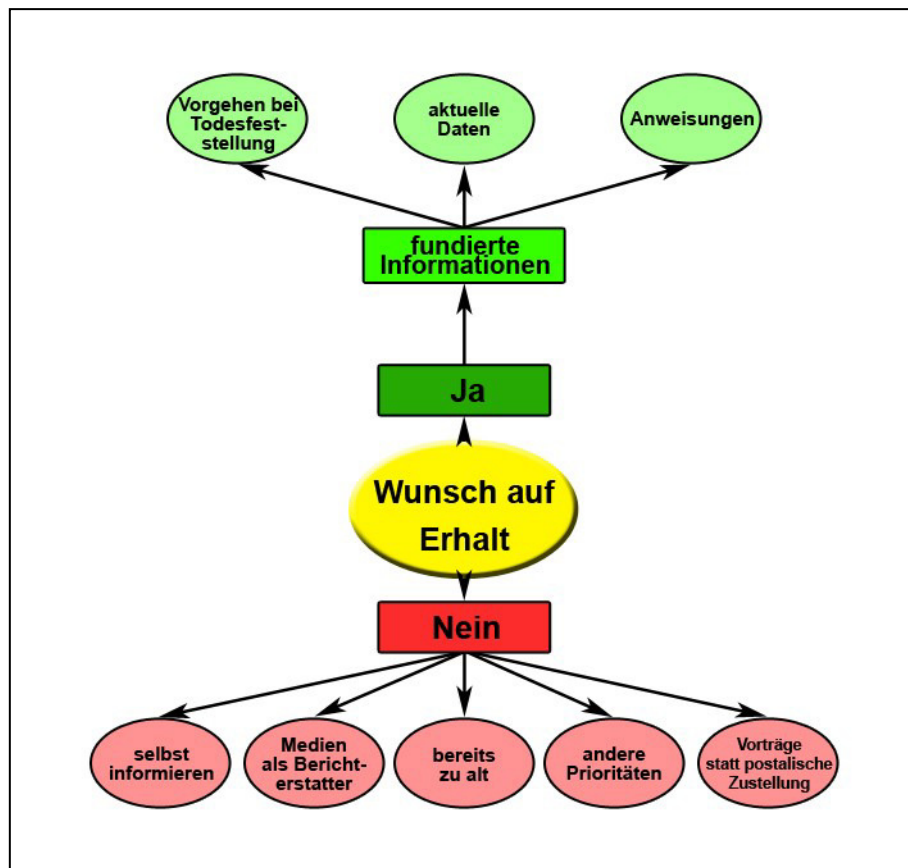 Vorgehen bei
Todesfest-
stellung
aktuelle
Daten
Anweisungen
fundierte
Informationen
Ja
Wunsch auf
Erhalt
Nein
selbst
informieren
Medien
als Bericht-
erstatter
bereits
zu alt
andere
Prioritäten
Vorträge
statt postalische
Zustellung